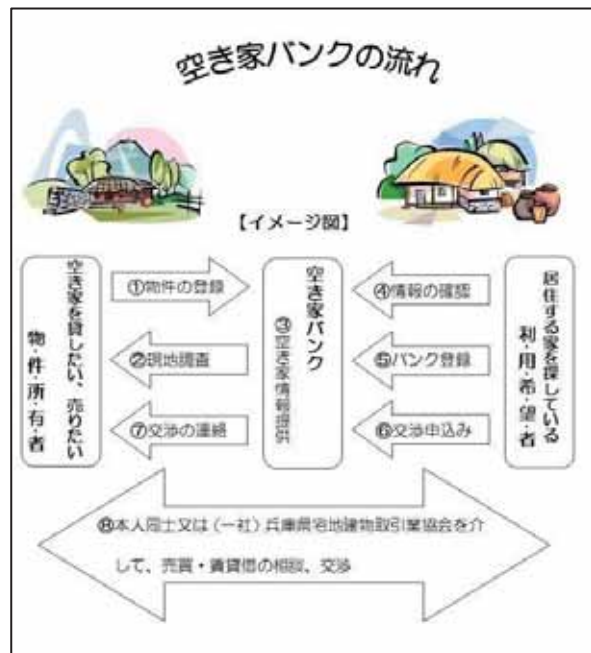 空き家バンクの流れ
【イメージ図】
空き家を貸したい、売りたい
物・件・所・有・者
①物件の登録
②現地調査
⑦交渉の連絡
空き家バンク
③空き家情報提供
④情報の確認
⑤バンク登録
⑥交渉申込み
居住する家を探している
利・用・希・望・者
⑧本人同士又は(一社)兵庫県宅地建物取引業協会を介
して、売買・賃貸借の相談、交渉